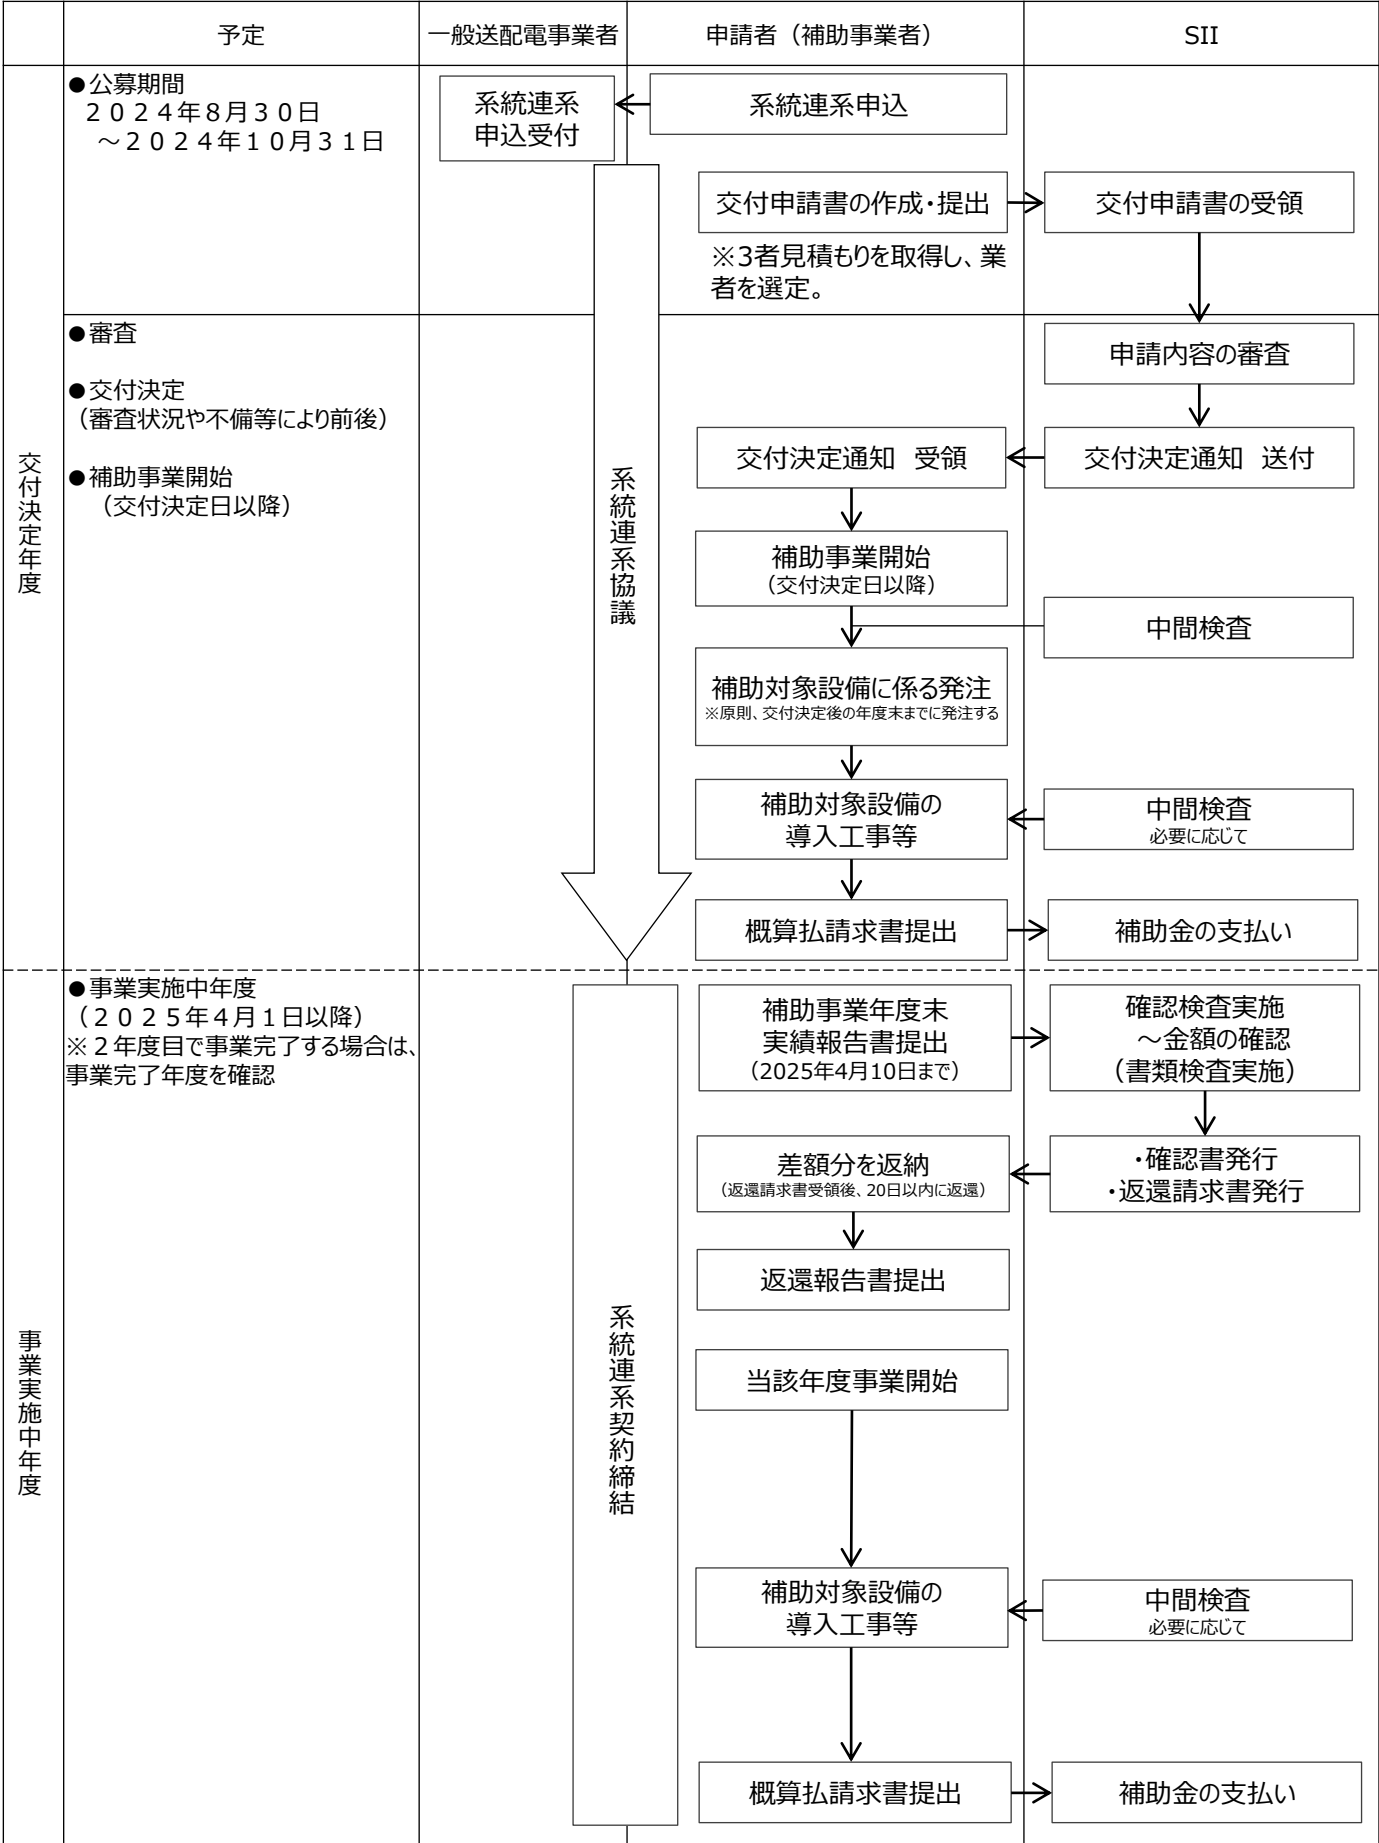 予定
一般送配電事業者
申請者（補助事業者）
SII
交付決定年度
●公募期間
２０２４年８月３０日
～２０２４年１０月３１日
系統連系
申込受付
系統連系申込
交付申請書の作成・提出
交付申請書の受領
※3者見積もりを取得し、業
者を選定。
●審査
●交付決定
（審査状況や不備等により前後）
●補助事業開始
（交付決定日以降）
系統連系協議
申請内容の審査
交付決定通知　受領
交付決定通知　送付
補助事業開始
（交付決定日以降）
中間検査
補助対象設備に係る発注
※原則、交付決定後の年度末までに発注する
補助対象設備の
導入工事等
中間検査
必要に応じて
概算払請求書提出
補助金の支払い
事業実施中年度
●事業実施中年度
（２０２５年４月１日以降）
※２年度目で事業完了する場合は、
事業完了年度を確認
系統連系契約締結
補助事業年度末
実績報告書提出
（2025年4月10日まで）
確認検査実施
～金額の確認
（書類検査実施）
差額分を返納
（返還請求書受領後、20日以内に返還）
・確認書発行
・返還請求書発行
返還報告書提出
当該年度事業開始
補助対象設備の
導入工事等
中間検査
必要に応じて
概算払請求書提出
補助金の支払い